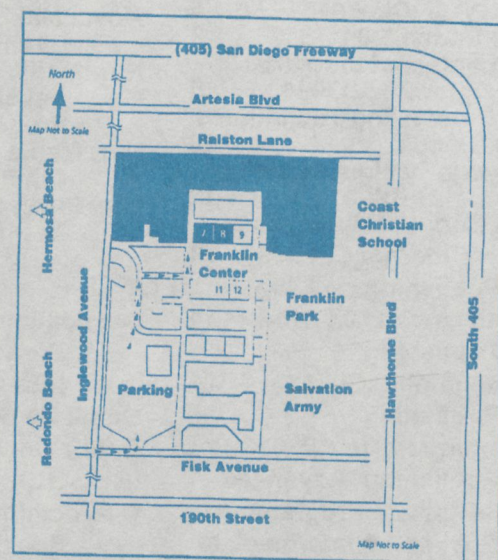 (405) San Diego Freeway
North
Artesia Blvd
Map Not to Scale
Ralston Lane
Hermosa Beach
Coast
Christian
School
7 8 9
Franklin
Center
11 12
Franklin
Park
Inglewood Avenue
Hawthorne Blvd
South 405
Redondo Beach
Parking
Salvation
Army
Fisk Avenue
190th Street
Map Not to Scale